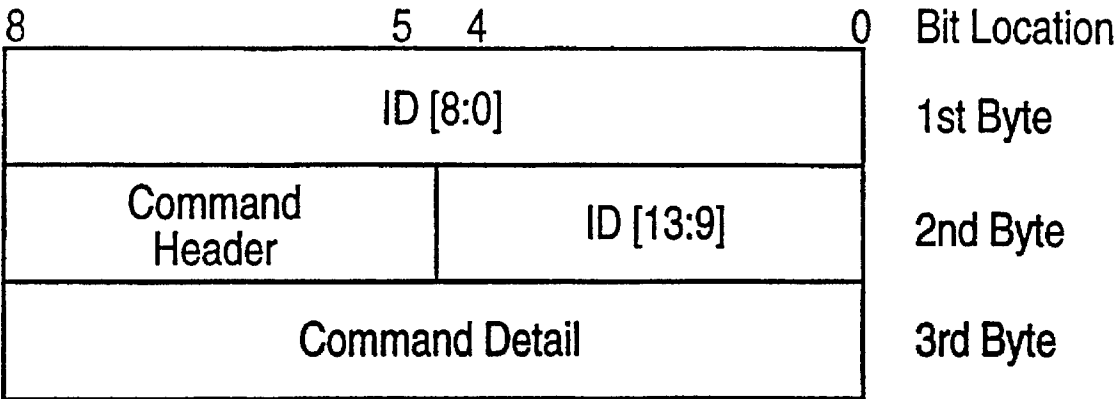 8 5 4 0 Bit Location
ID [8:0] 1st Byte
Command
Header
ID [13:9] 2nd Byte
Command Detail 3rd Byte